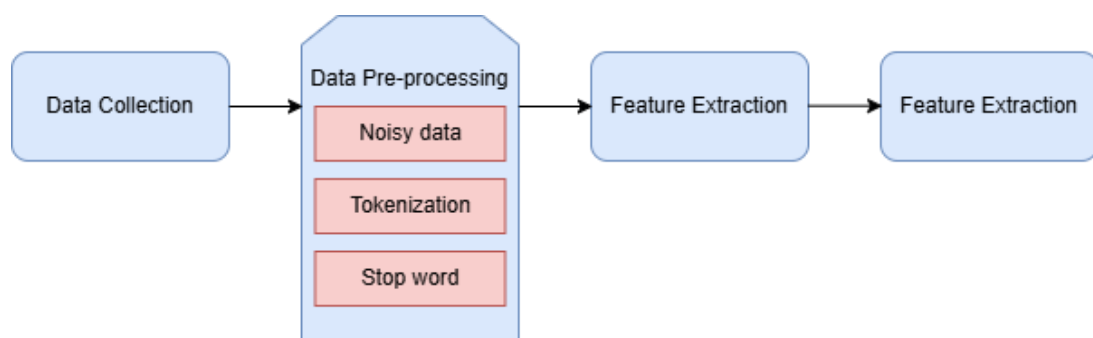 Data Collection
Data Pre-processing
Noisy data
Tokenization
Stop word
Feature Extraction
Feature Extraction